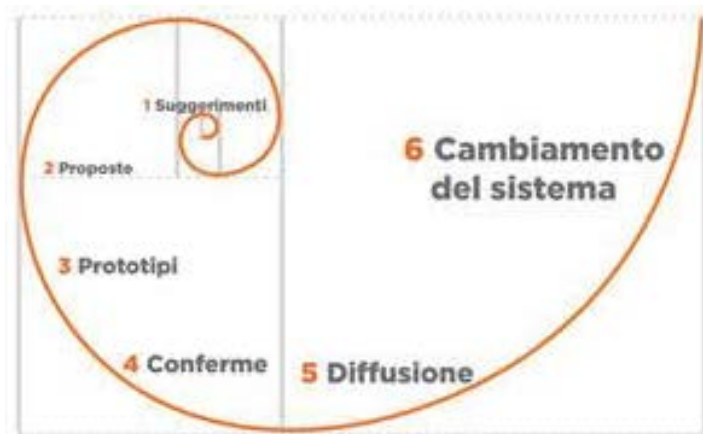 1 Suggerimenti
2 Proposte
3 Prototipi
4 Conferme
5 Diffusione
6 Cambiamento
del sistema